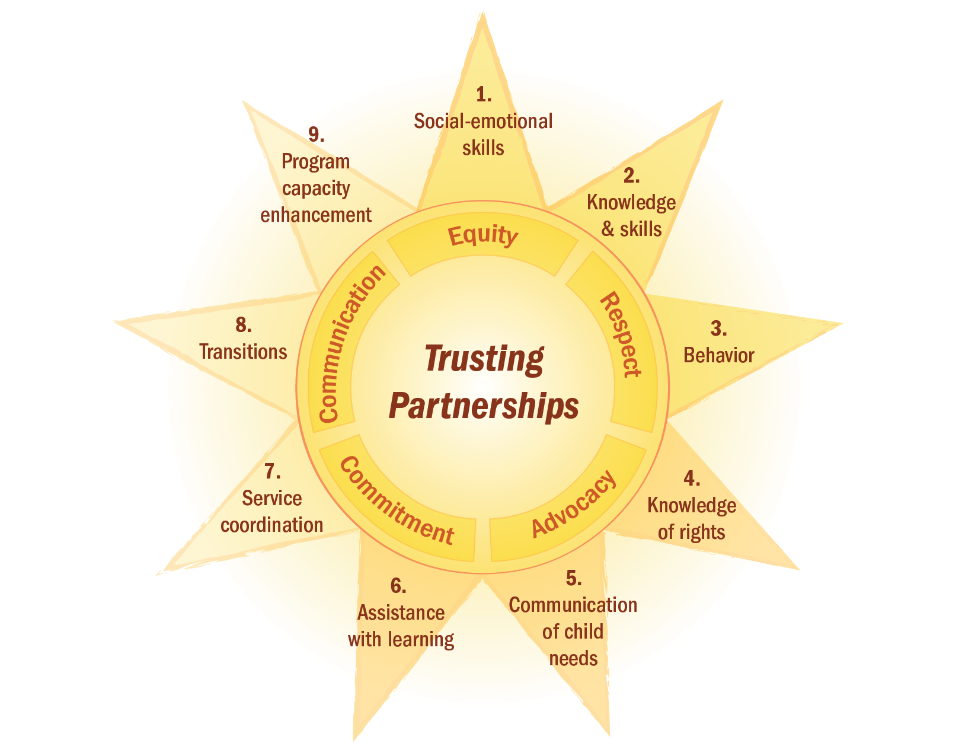 1.
Social-emotional
skills
2.
Knowledge
& skills
3.
Behavior
4.
Knowledge
of rights
5.
Communication
of child
needs
6.
Assistance
with learning
7.
Service
coordination
8.
Transitions
9.
Program
capacity
enhancement
Equity
Respect
Advocacy
Commitment
Communication
Trusting
Partnerships